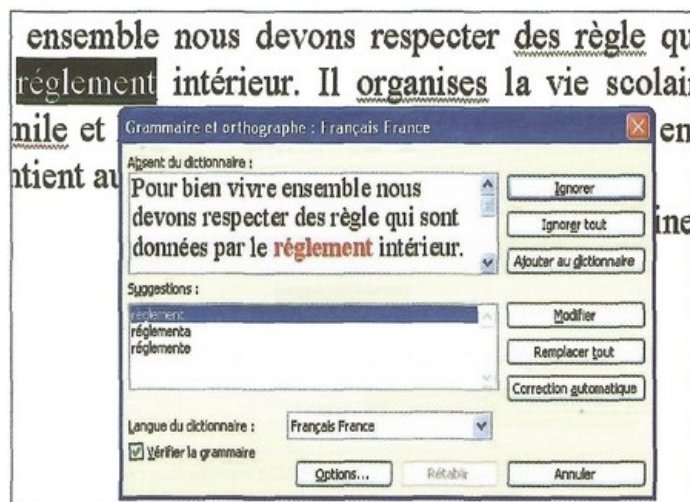 ensemble nous devons respecter des règle qu
réglement intérieur. Il organises la vie scolai
mile et
en
ntient au
ine
Grammaire et orthographe : Français France
Absent du dictionnaire :
Pour bien vivre ensemble nous
devons respecter des règle qui sont
données par le réglement intérieur.
Ignorer
Ignorer tout
Ajouter au dictionnaire
Suggestions :
règlement
réglementa
réglemente
Modifier
Remplacer tout
Correction automatique
Langue du dictionnaire :
Français France
Vérifier la grammaire
Options...
Rétablir
Annuler